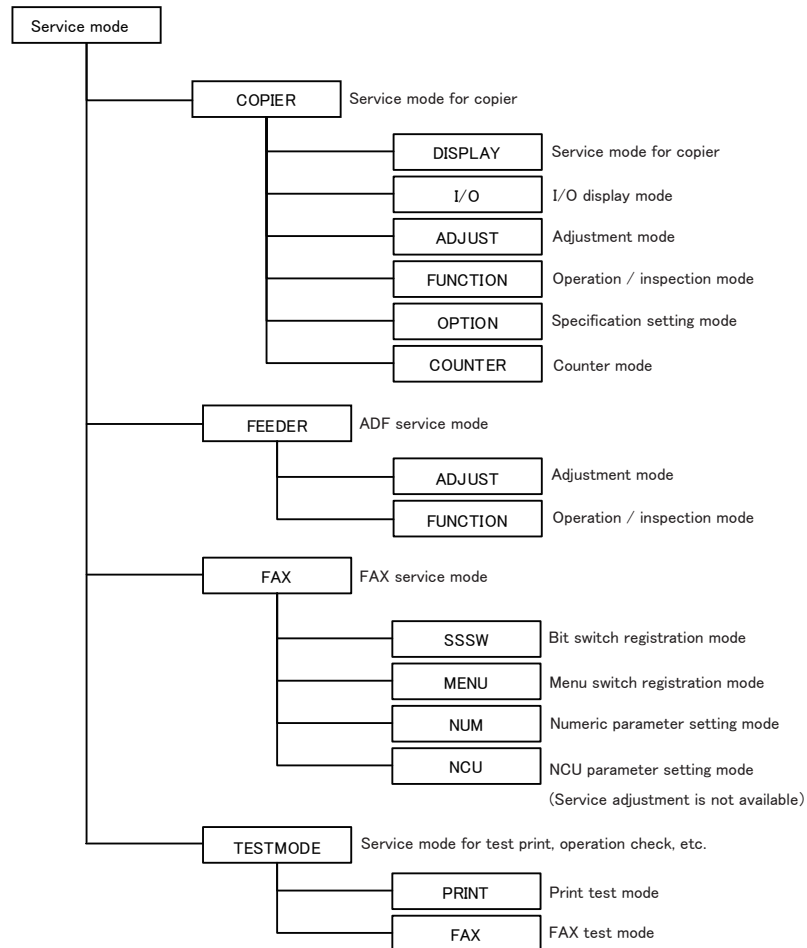 Service mode
COPIER Service mode for copier
DISPLAY Service mode for copier
I/O I/O display mode
ADJUST Adjustment mode
FUNCTION Operation / inspection mode
OPTION Specification setting mode
COUNTER Counter mode
FEEDER ADF service mode
ADJUST Adjustment mode
FUNCTION Operation / inspection mode
FAX FAX service mode
SSSW Bit switch registration mode
MENU Menu switch registration mode
NUM Numeric parameter setting mode
NCU NCU parameter setting mode
(Service adjustment is not available)
TESTMODE Service mode for test print, operation check, etc.
PRINT Print test mode
FAX FAX test mode